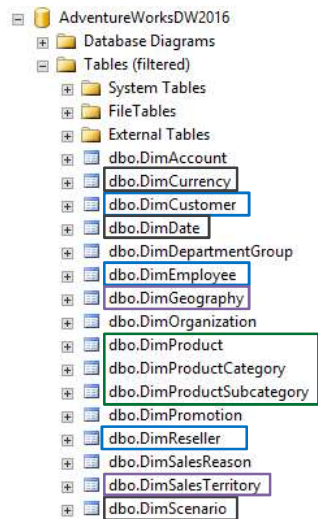 AdventureWorksDW2016
Database Diagrams
Tables (filtered)
System Tables
FileTables
External Tables
dbo.DimAccount
dbo.DimCurrency
dbo.DimCustomer
dbo.DimDate
dbo.DimDepartmentGroup
dbo.DimEmployee
dbo.DimGeography
dbo.DimOrganization
dbo.DimProduct
dbo.DimProductCategory
dbo.DimProductSubcategory
dbo.DimPromotion
dbo.DimReseller
dbo.DimSalesReason
dbo.DimSalesTerritory
dbo.DimScenario